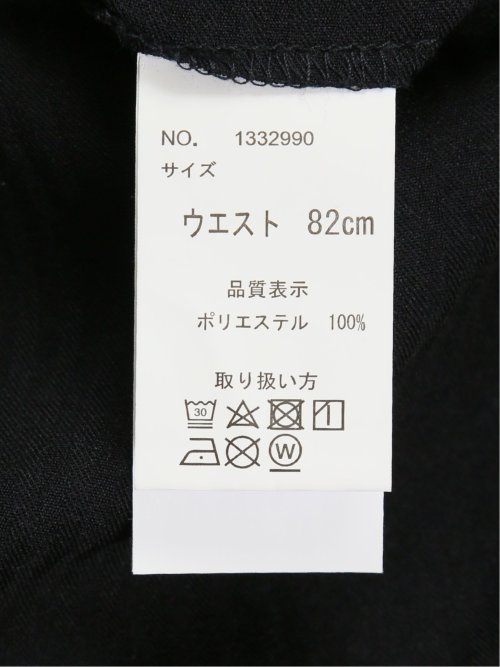 NO. 1332990
サイズ
ウエスト 82cm
品質表示
ポリエステル 100%
取り扱い方
30
W